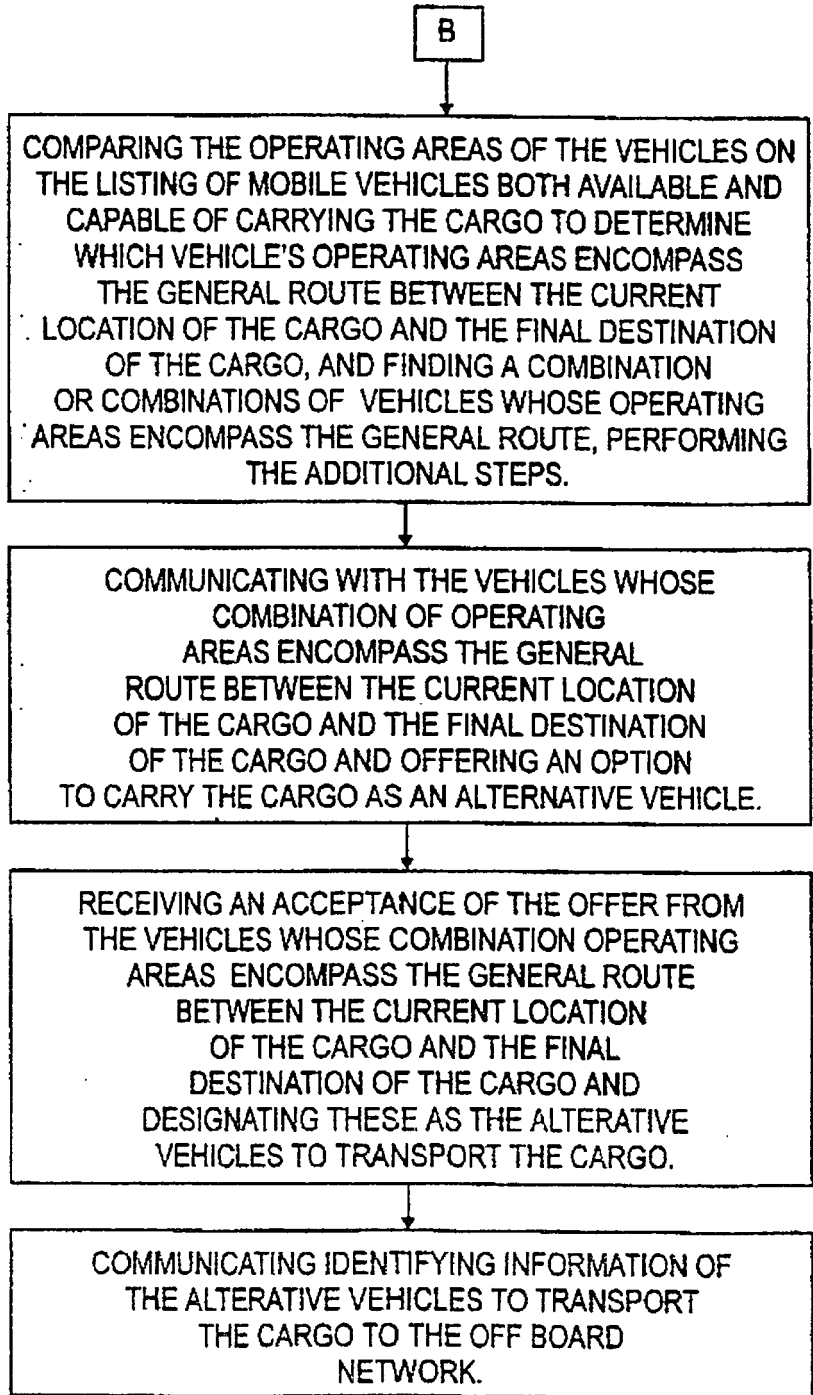 B
COMPARING THE OPERATING AREAS OF THE VEHICLES ON
THE LISTING OF MOBILE VEHICLES BOTH AVAILABLE AND
CAPABLE OF CARRYING THE CARGO TO DETERMINE
WHICH VEHICLE'S OPERATING AREAS ENCOMPASS
THE GENERAL ROUTE BETWEEN THE CURRENT
LOCATION OF THE CARGO AND THE FINAL DESTINATION
OF THE CARGO, AND FINDING A COMBINATION
OR COMBINATIONS OF VEHICLES WHOSE OPERATING
AREAS ENCOMPASS THE GENERAL ROUTE, PERFORMING
THE ADDITIONAL STEPS.
COMMUNICATING WITH THE VEHICLES WHOSE
COMBINATION OF OPERATING
AREAS ENCOMPASS THE GENERAL
ROUTE BETWEEN THE CURRENT LOCATION
OF THE CARGO AND THE FINAL DESTINATION
OF THE CARGO AND OFFERING AN OPTION
TO CARRY THE CARGO AS AN ALTERNATIVE VEHICLE.
RECEIVING AN ACCEPTANCE OF THE OFFER FROM
THE VEHICLES WHOSE COMBINATION OPERATING
AREAS ENCOMPASS THE GENERAL ROUTE
BETWEEN THE CURRENT LOCATION
OF THE CARGO AND THE FINAL
DESTINATION OF THE CARGO AND
DESIGNATING THESE AS THE ALTERATIVE
VEHICLES TO TRANSPORT THE CARGO.
COMMUNICATING IDENTIFYING INFORMATION OF
THE ALTERATIVE VEHICLES TO TRANSPORT
THE CARGO TO THE OFF BOARD
NETWORK.